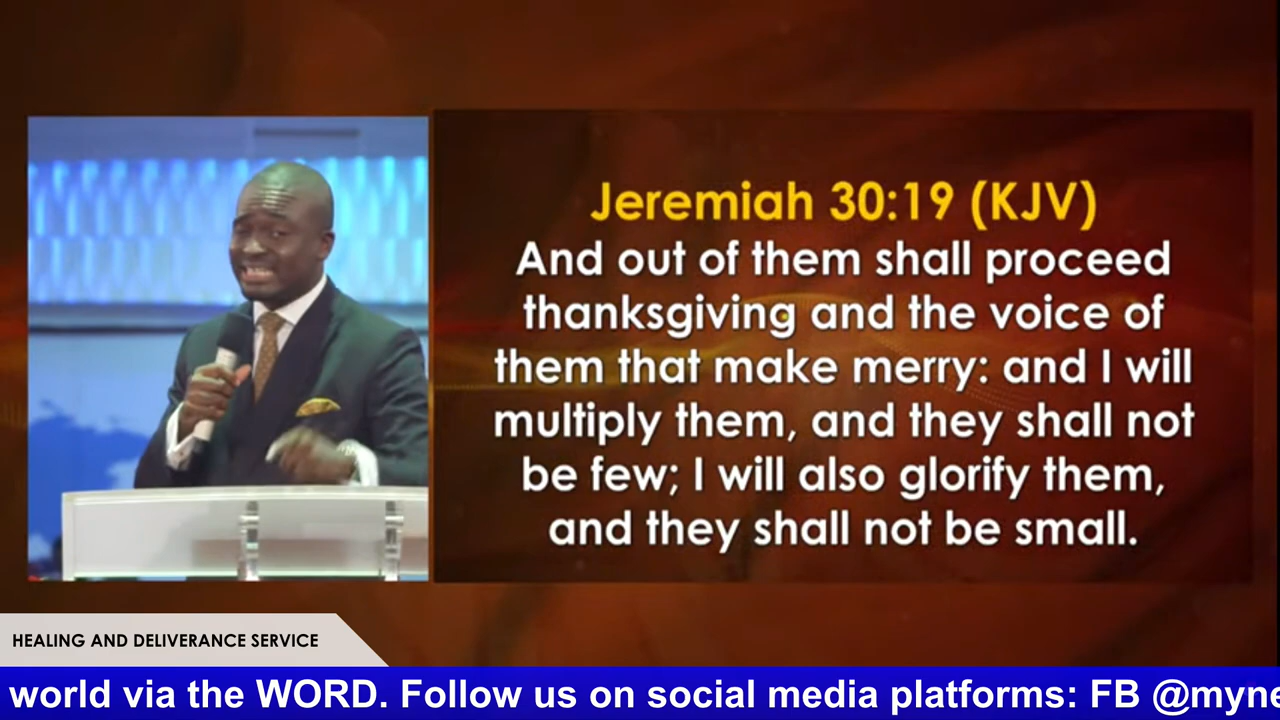 Jeremiah 30:19 (KJV)
And out of them shall proceed
thanksgiving and the voice of
them that make merry: and I will
multiply them, and they shall not
be few; I will also glorify them,
and they shall not be small.
HEALING AND DELIVERANCE SERVICE
world via the WORD. Follow us on social media platforms: FB @myne